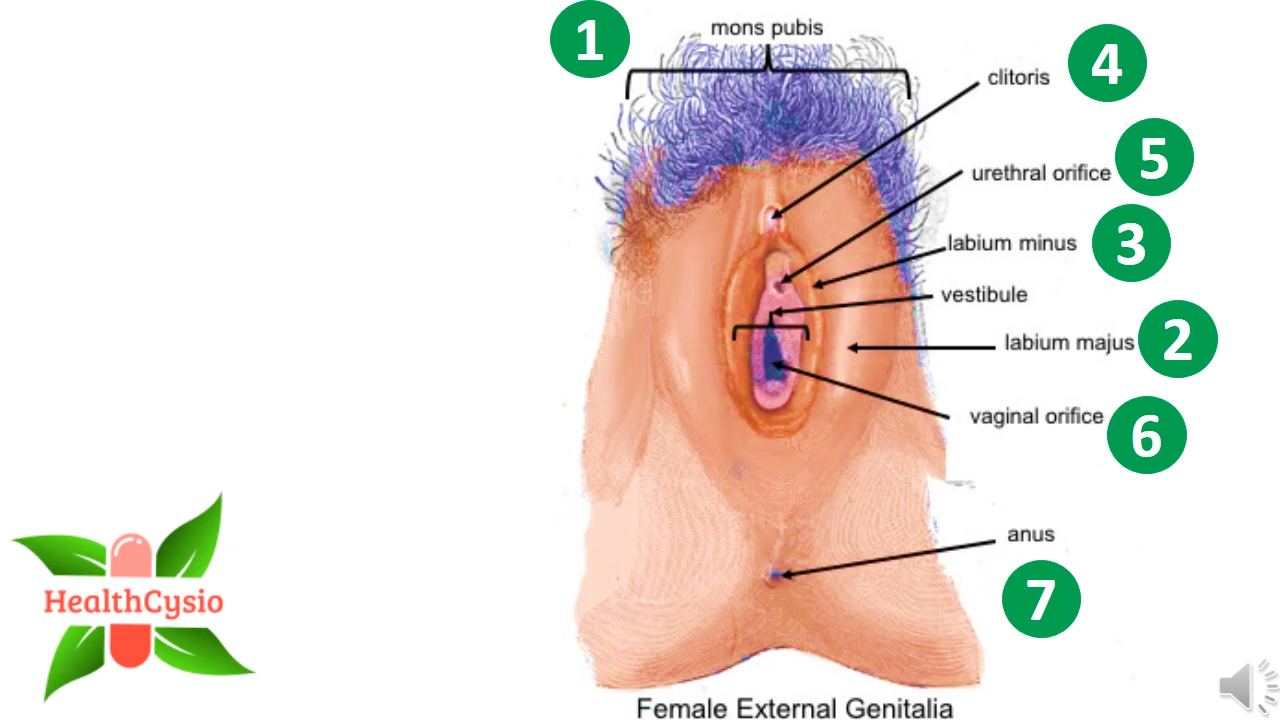 1
mons pubis
clitoris 4
urethral orifice 5
labium minus 3
vestibule
labium majus 2
vaginal orifice 6
anus
7
HealthCysio
Female External Genitalia